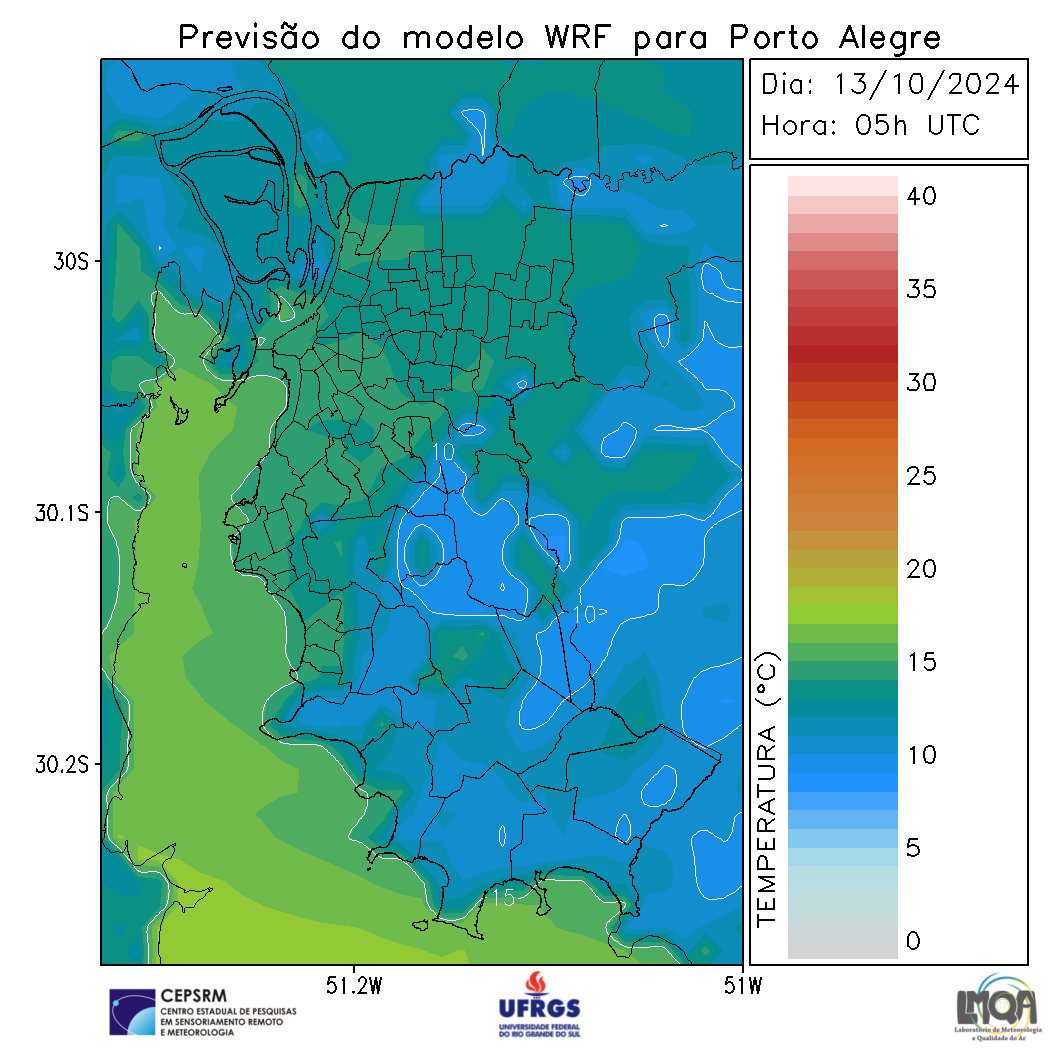 Previsão do modelo WRF para Porto Alegre
Dia: 13/10/2024
Hora: 05h UTC
40
35
30
25
20
15
10
5
0
TEMPERATURA (°C)
30S
30.1S
30.2S
51.2W
51W
10
10
15
CEPSRM
CENTRO ESTADUAL DE PESQUISAS
EM SENSORIAMENTO REMOTO
E METEOROLOGIA
UFRGS
UNIVERSIDADE FEDERAL
DO RIO GRANDE DO SUL
LMQA
Laboratório de Meteorologia
e Qualidade do Ar